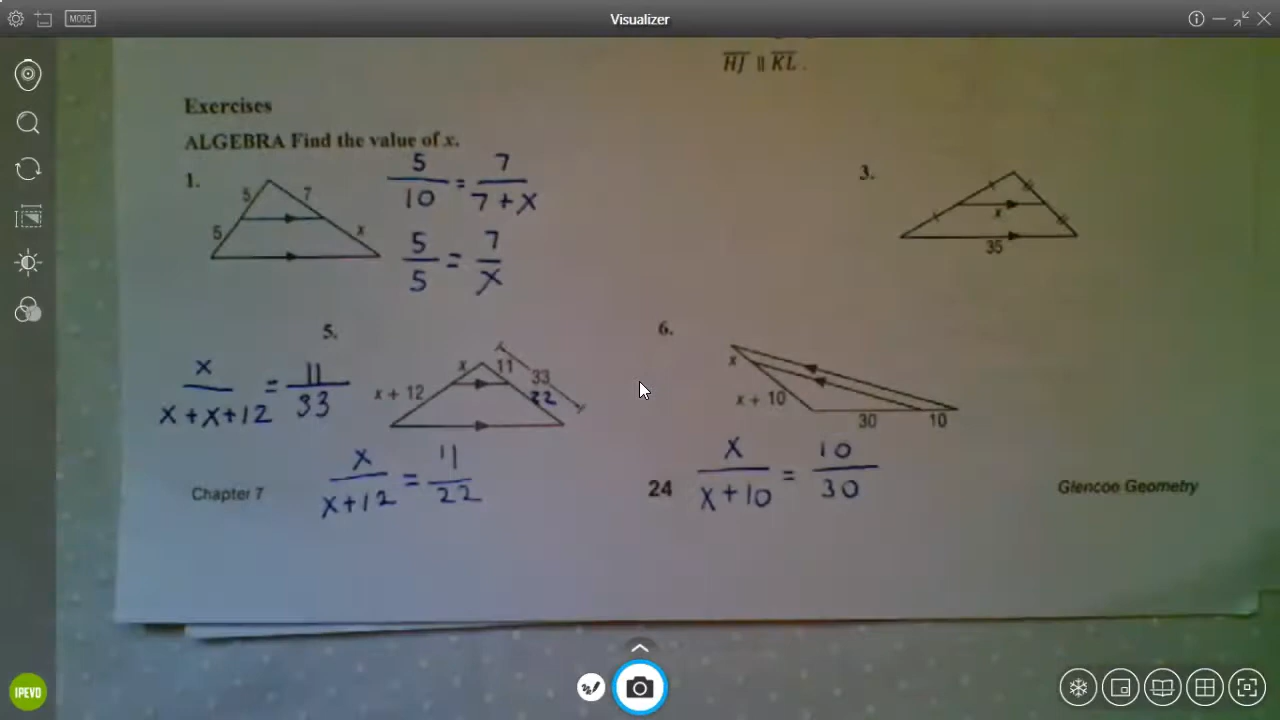 MODE
Visualizer
HJ || KL.
Exercises
ALGEBRA Find the value of x.
1.
5
7
5
x
5/10 = 7/7+x
5/5 = 7/x
3.
x
35
5.
x
11
33
x + 12
22
x/x+x+12 = 11/33
x/x+12 = 11/22
6.
x
x + 10
30
10
x/x+10 = 10/30
Chapter 7
24
Glencoe Geometry
IPEVO